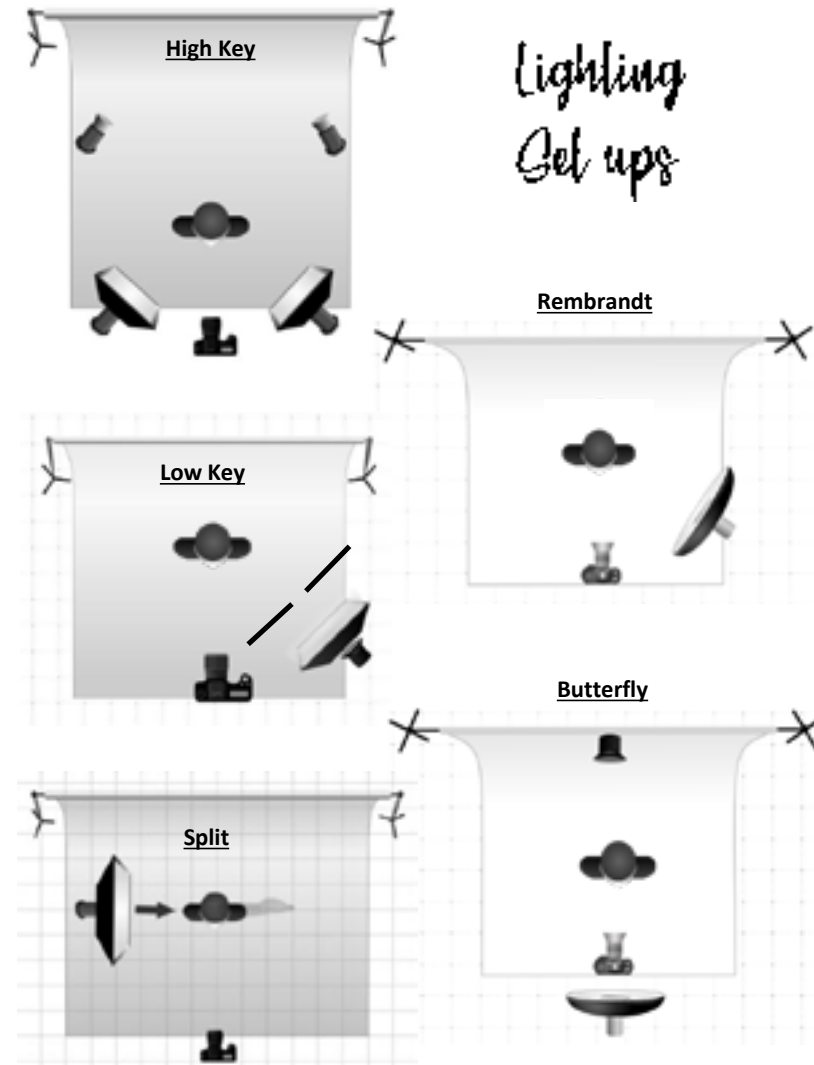 High Key
Lighting
Set ups
Rembrandt
Low Key
Butterfly
Split